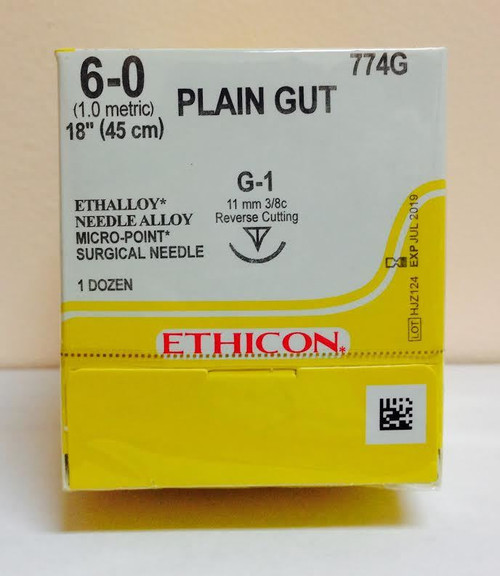 6-0
(1.0 metric)
18" (45 cm)
PLAIN GUT
774G
G-1
11 mm 3/8c
Reverse Cutting
ETHALLOY*
NEEDLE ALLOY
MICRO-POINT*
SURGICAL NEEDLE
1 DOZEN
LOT HJZ124 EXP JUL 2019
ETHICON*